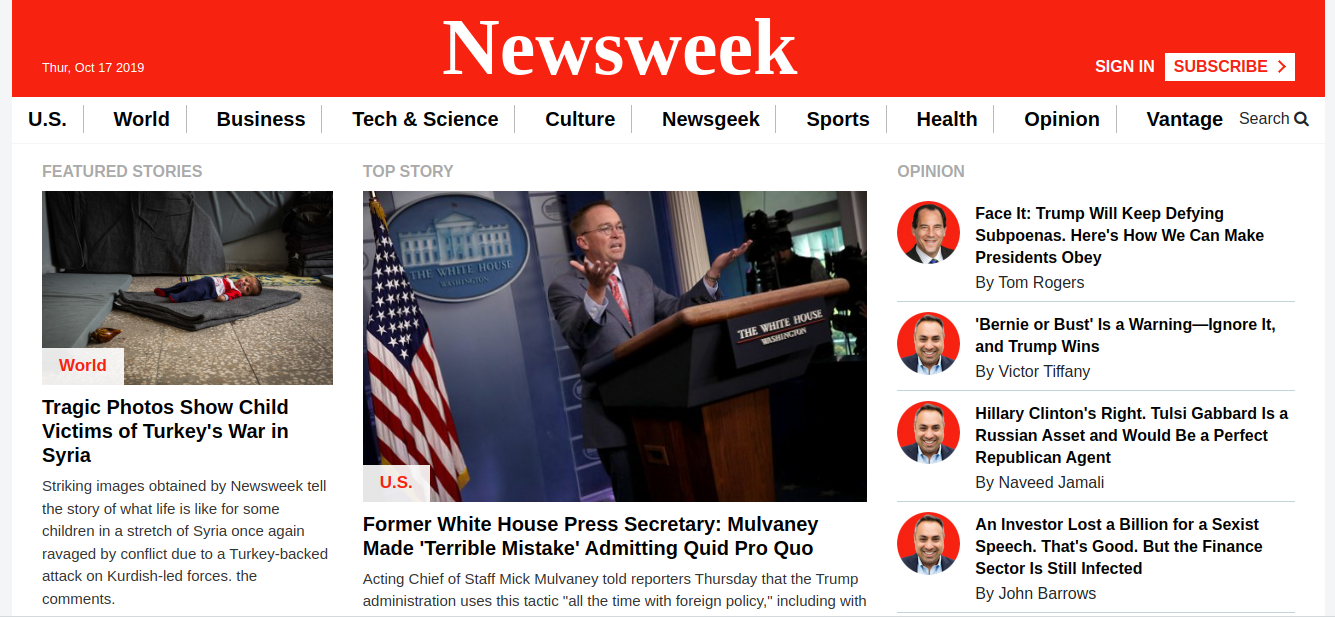 Newsweek
Thur, Oct 17 2019
SIGN IN
SUBSCRIBE
U.S.
World
Business
Tech & Science
Culture
Newsgeek
Sports
Health
Opinion
Vantage
Search
FEATURED STORIES
World
Tragic Photos Show Child
Victims of Turkey's War in
Syria
Striking images obtained by Newsweek tell
the story of what life is like for some
children in a stretch of Syria once again
ravaged by conflict due to a Turkey-backed
attack on Kurdish-led forces. the
comments.
TOP STORY
THE WHITE HOUSE
WASHINGTON
THE WHITE HOUSE
WASHINGTON
U.S.
Former White House Press Secretary: Mulvaney
Made 'Terrible Mistake' Admitting Quid Pro Quo
Acting Chief of Staff Mick Mulvaney told reporters Thursday that the Trump
administration uses this tactic "all the time with foreign policy," including with
OPINION
Face It: Trump Will Keep Defying
Subpoenas. Here's How We Can Make
Presidents Obey
By Tom Rogers
'Bernie or Bust' Is a Warning—Ignore It,
and Trump Wins
By Victor Tiffany
Hillary Clinton's Right. Tulsi Gabbard Is a
Russian Asset and Would Be a Perfect
Republican Agent
By Naveed Jamali
An Investor Lost a Billion for a Sexist
Speech. That's Good. But the Finance
Sector Is Still Infected
By John Barrows